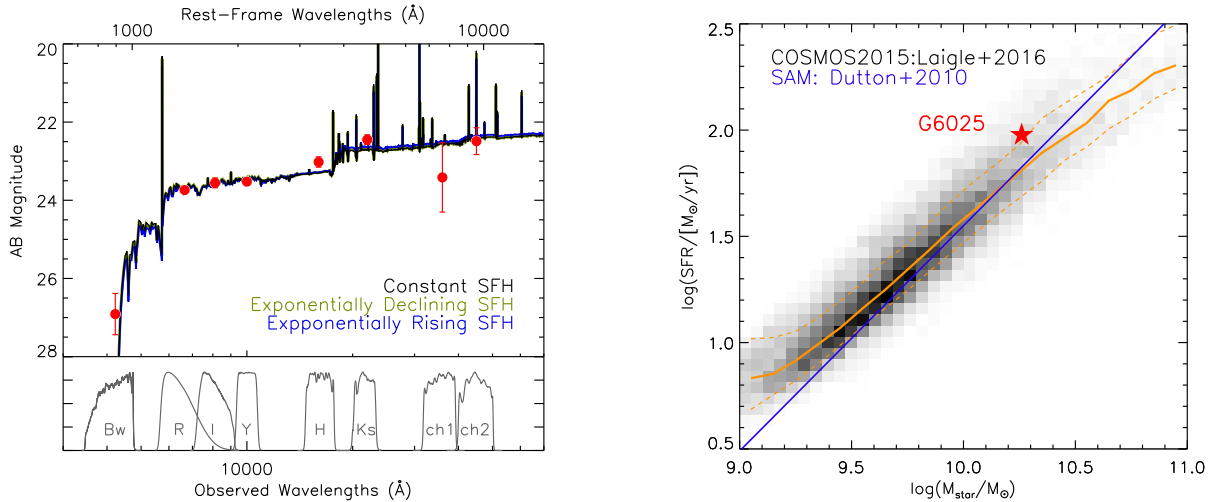 Rest-Frame Wavelengths (Å)
1000
10000
20
22
24
26
28
AB Magnitude
Constant SFH
Exponentially Declining SFH
Expponentially Rising SFH
Bw
R
I
Y
H
Ks
ch1
ch2
10000
Observed Wavelengths (Å)
2.5
2.0
1.5
1.0
0.5
log(SFR/[M☉/yr])
COSMOS2015:Laigle+2016
SAM: Dutton+2010
G6025
9.0
9.5
10.0
10.5
11.0
log(Mstar/M☉)